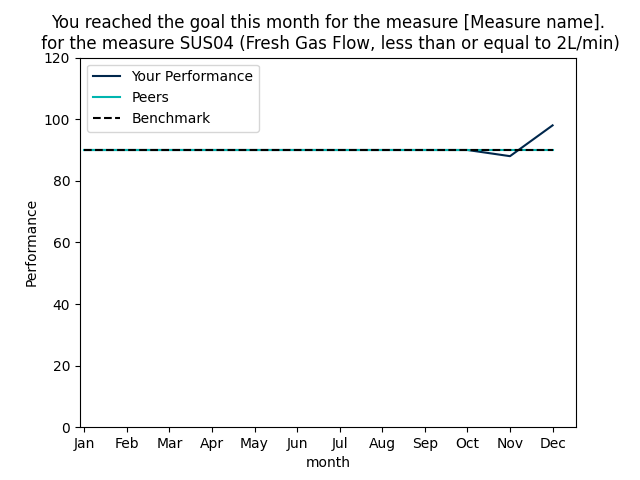 You reached the goal this month for the measure [Measure name].
for the measure SUS04 (Fresh Gas Flow, less than or equal to 2L/min)
Your Performance
Peers
Benchmark
120
100
80
60
40
20
0
Performance
Jan Feb Mar Apr May Jun Jul Aug Sep Oct Nov Dec
month